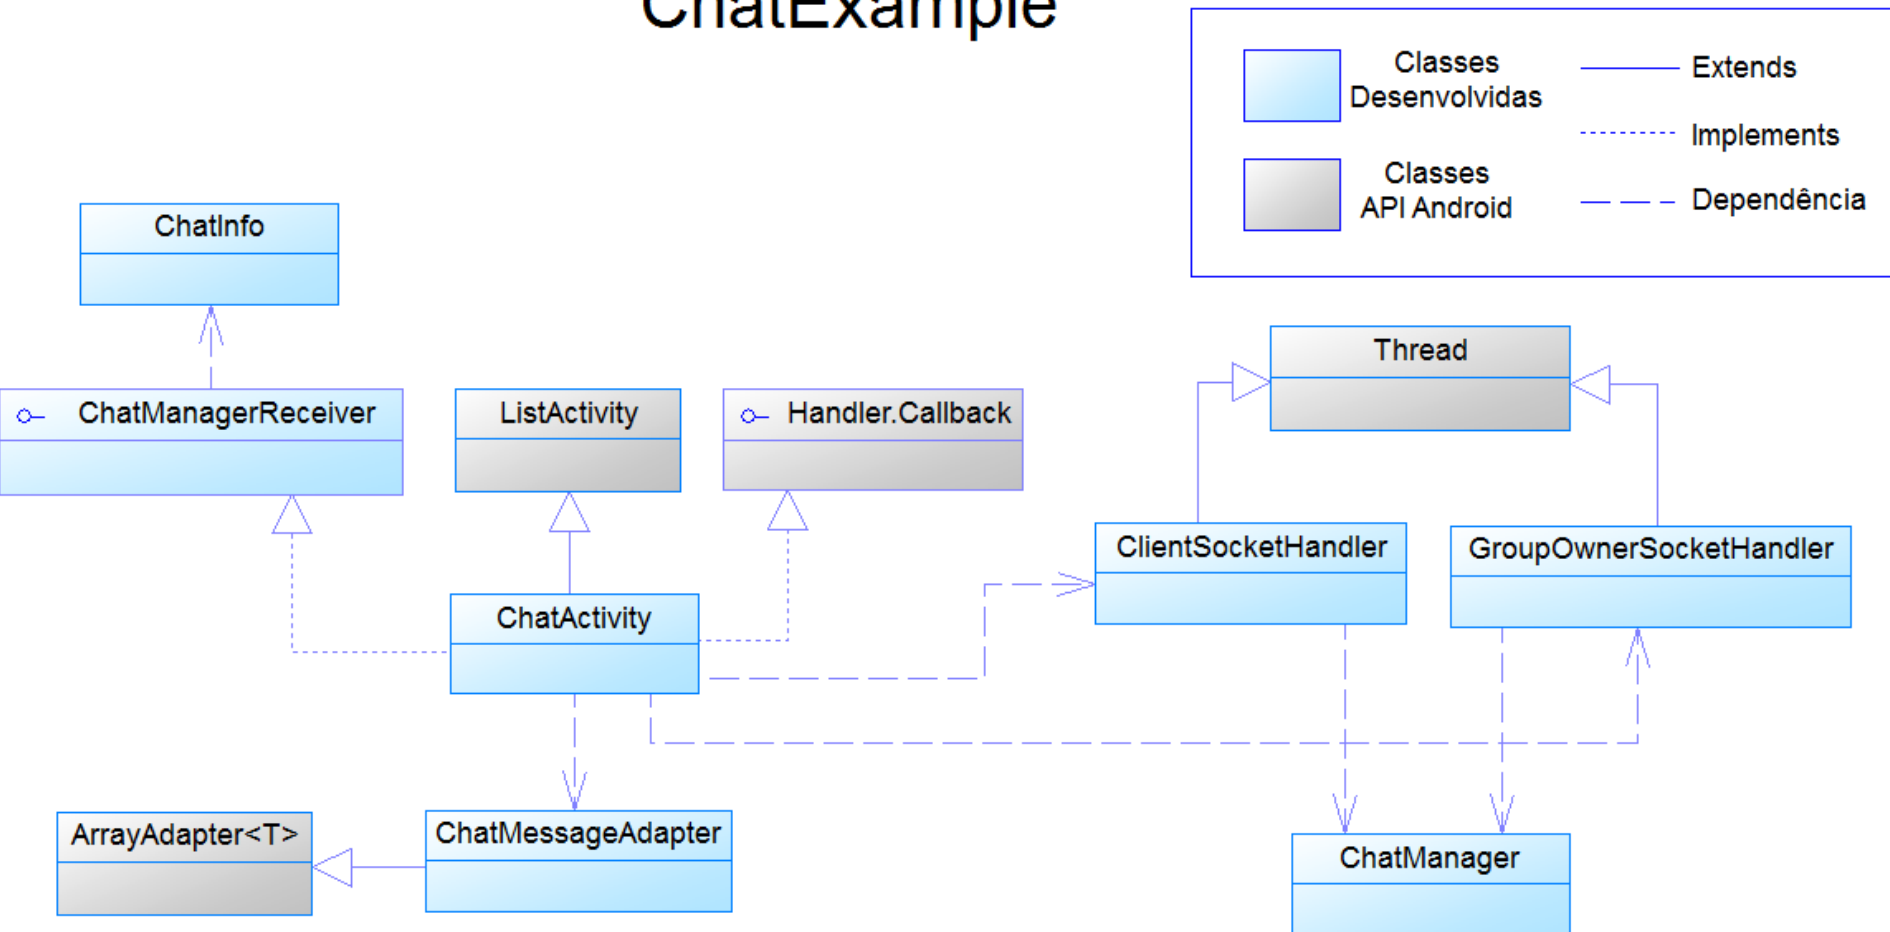 ChatExample
Classes
Desenvolvidas
Extends
Implements
Classes
API Android
Dependência
ChatInfo
Thread
ChatManagerReceiver
ListActivity
Handler.Callback
ClientSocketHandler
GroupOwnerSocketHandler
ChatActivity
ArrayAdapter<T>
ChatMessageAdapter
ChatManager